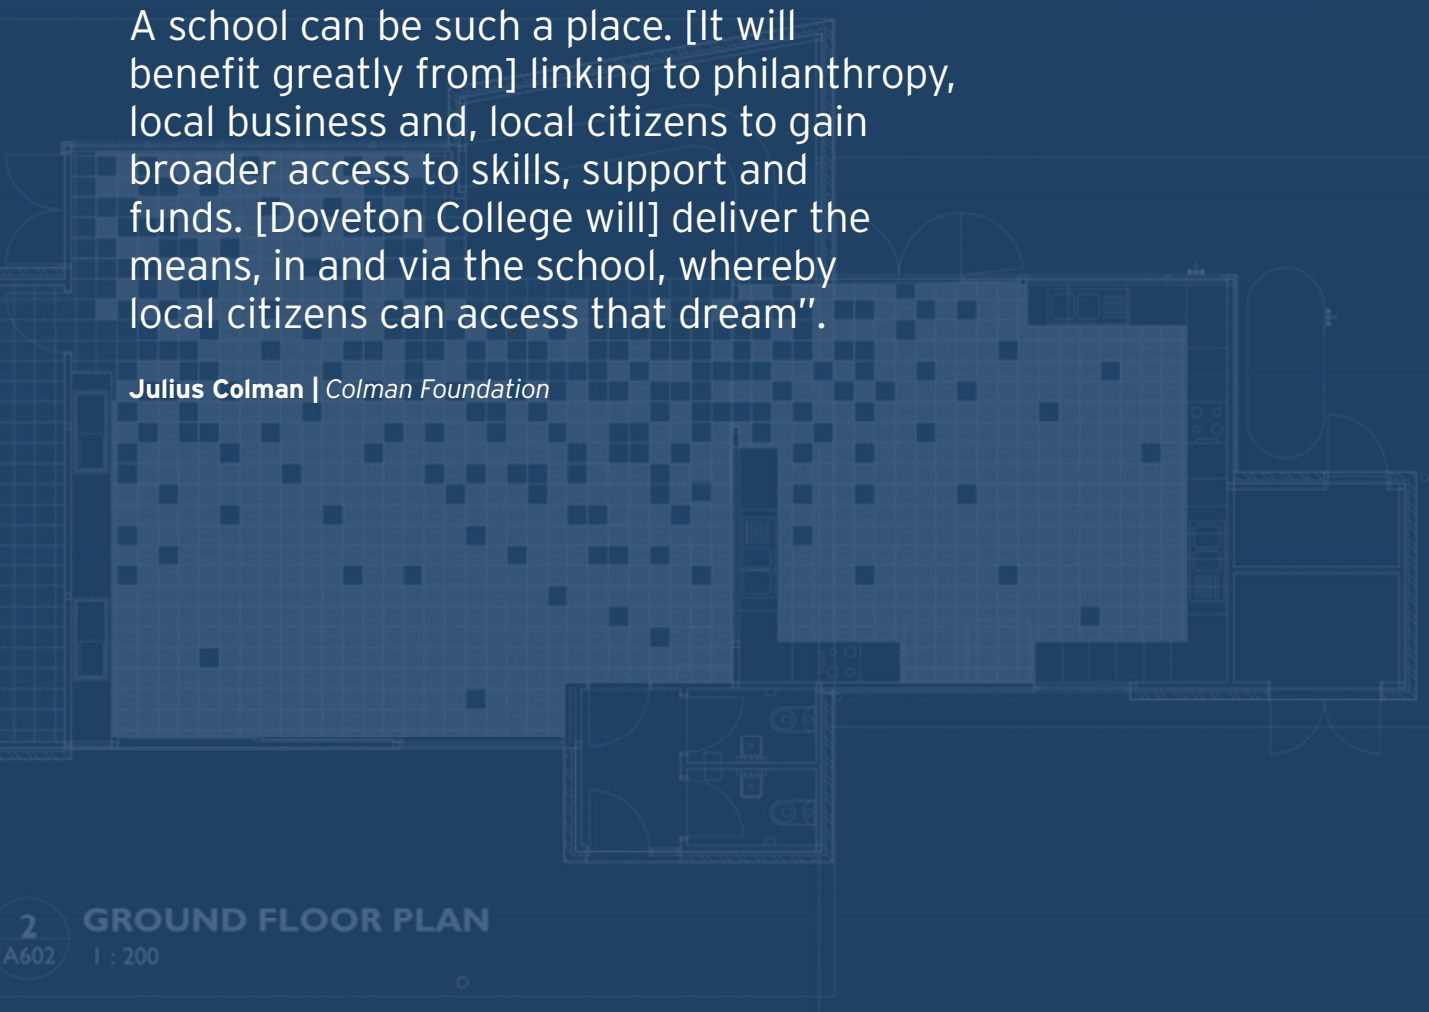 A school can be such a place. [It will
benefit greatly from] linking to philanthropy,
local business and, local citizens to gain
broader access to skills, support and
funds. [Doveton College will] deliver the
means, in and via the school, whereby
local citizens can access that dream”.
Julius Colman | Colman Foundation
2
A602
GROUND FLOOR PLAN
1 : 200